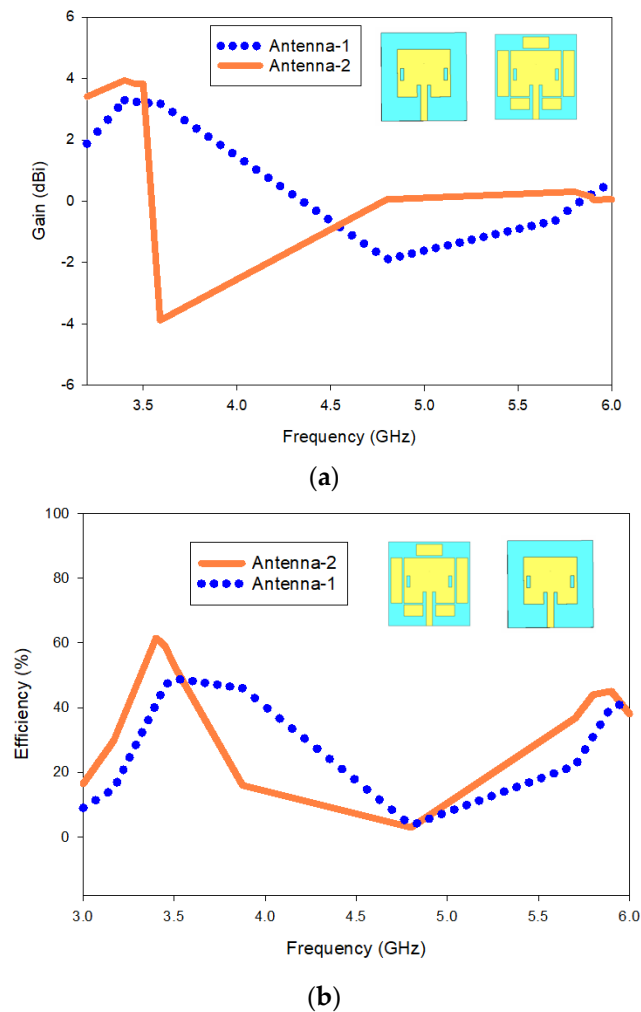 6
4
2
0
-2
-4
-6
Gain (dBi)
Antenna-1
Antenna-2
3.5 4.0 4.5 5.0 5.5 6.0
Frequency (GHz)
(a)
100
80
60
40
20
0
Efficiency (%)
Antenna-2
Antenna-1
3.0 3.5 4.0 4.5 5.0 5.5 6.0
Frequency (GHz)
(b)